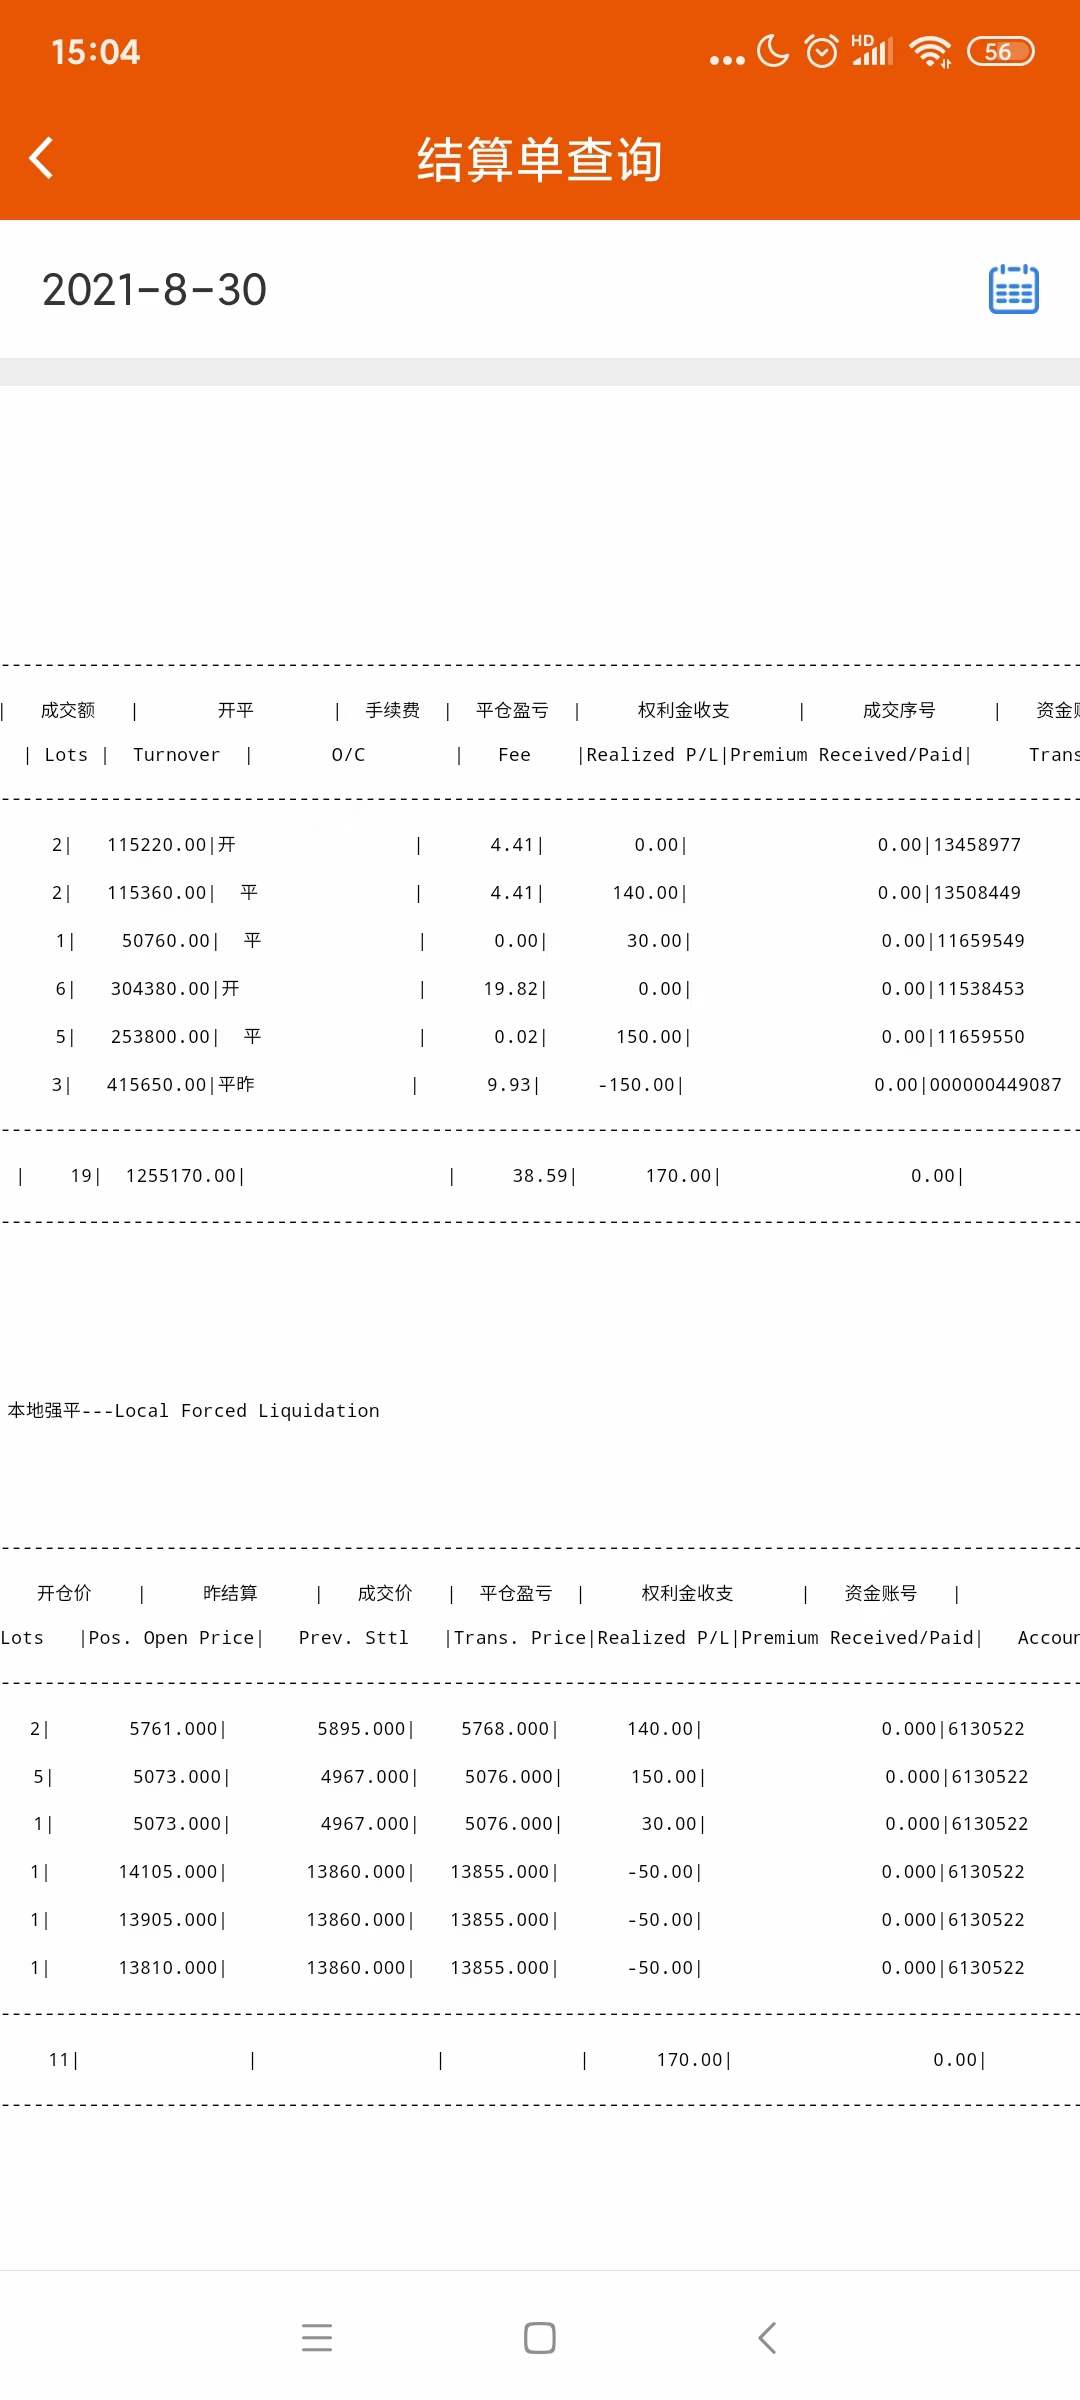 15:04
HD
56
结算单查询
2021-8-30
| 成交额 | 开平 | 手续费 | 平仓盈亏 | 权利金收支 | 成交序号 | 资金
| Lots | Turnover | O/C | Fee |Realized P/L|Premium Received/Paid| Trans
2| 115220.00|开 | 4.41| 0.00| 0.00|13458977
2| 115360.00| 平 | 4.41| 140.00| 0.00|13508449
1| 50760.00| 平 | 0.00| 30.00| 0.00|11659549
6| 304380.00|开 | 19.82| 0.00| 0.00|11538453
5| 253800.00| 平 | 0.02| 150.00| 0.00|11659550
3| 415650.00|平昨 | 9.93| -150.00| 0.00|000000449087
| 19| 1255170.00| | 38.59| 170.00| 0.00|
本地强平---Local Forced Liquidation
开仓价 | 昨结算 | 成交价 | 平仓盈亏 | 权利金收支 | 资金账号 |
Lots |Pos. Open Price| Prev. Sttl |Trans. Price|Realized P/L|Premium Received/Paid| Accoun
2| 5761.000| 5895.000| 5768.000| 140.00| 0.000|6130522
5| 5073.000| 4967.000| 5076.000| 150.00| 0.000|6130522
1| 5073.000| 4967.000| 5076.000| 30.00| 0.000|6130522
1| 14105.000| 13860.000| 13855.000| -50.00| 0.000|6130522
1| 13905.000| 13860.000| 13855.000| -50.00| 0.000|6130522
1| 13810.000| 13860.000| 13855.000| -50.00| 0.000|6130522
11| | | | 170.00| 0.00|